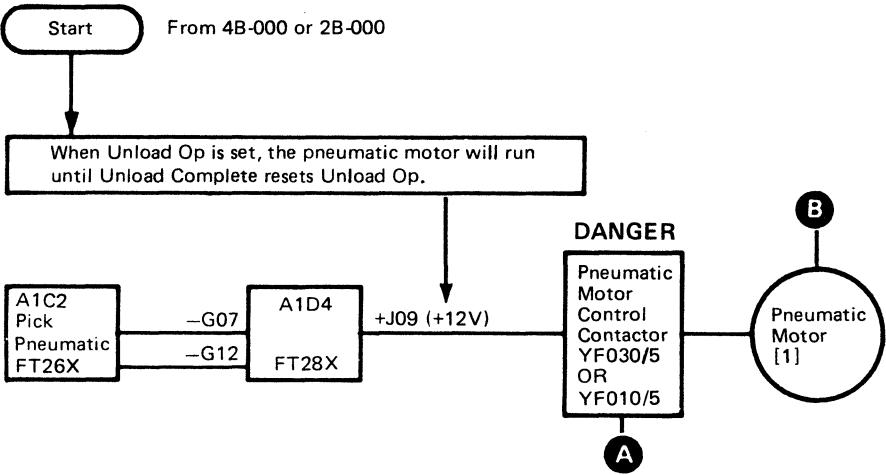 Start
From 4B-000 or 2B-000
When Unload Op is set, the pneumatic motor will run
until Unload Complete resets Unload Op.
B
DANGER
A1C2
Pick
Pneumatic
FT26X
—G07
—G12
A1D4
FT28X
+J09 (+12V)
Pneumatic
Motor
Control
Contactor
YF030/5
OR
YF010/5
Pneumatic
Motor
[1]
A